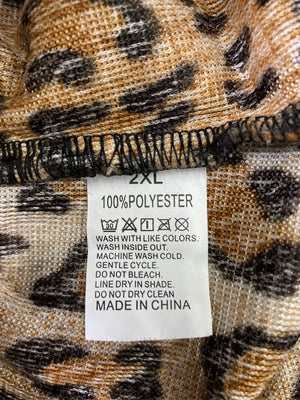 2XL
100%POLYESTER
WASH WITH LIKE COLORS.
WASH INSIDE OUT.
MACHINE WASH COLD.
GENTLE CYCLE.
DO NOT BLEACH.
LINE DRY IN SHADE.
DO NOT DRY CLEAN
MADE IN CHINA